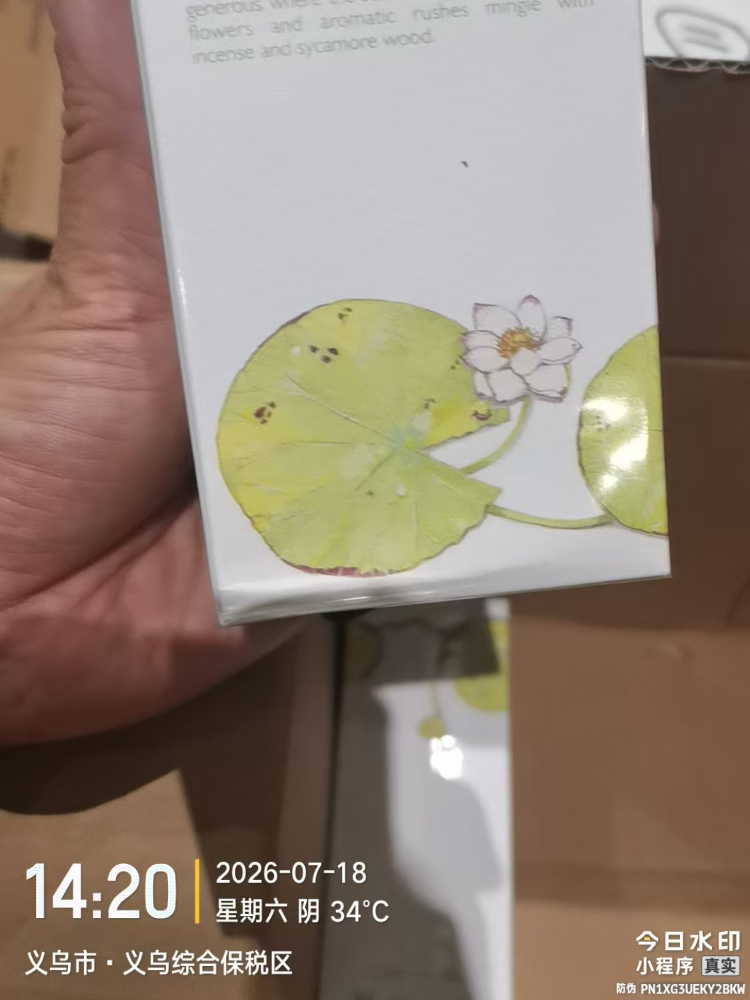 generous, where the
flowers and aromatic rushes mingle with
incense and sycamore wood.
14:20
2026-07-18
星期六 阴 34°C
义乌市·义乌综合保税区
今日水印
小程序 真实
防伪 PN1XG3UEKY2BKW